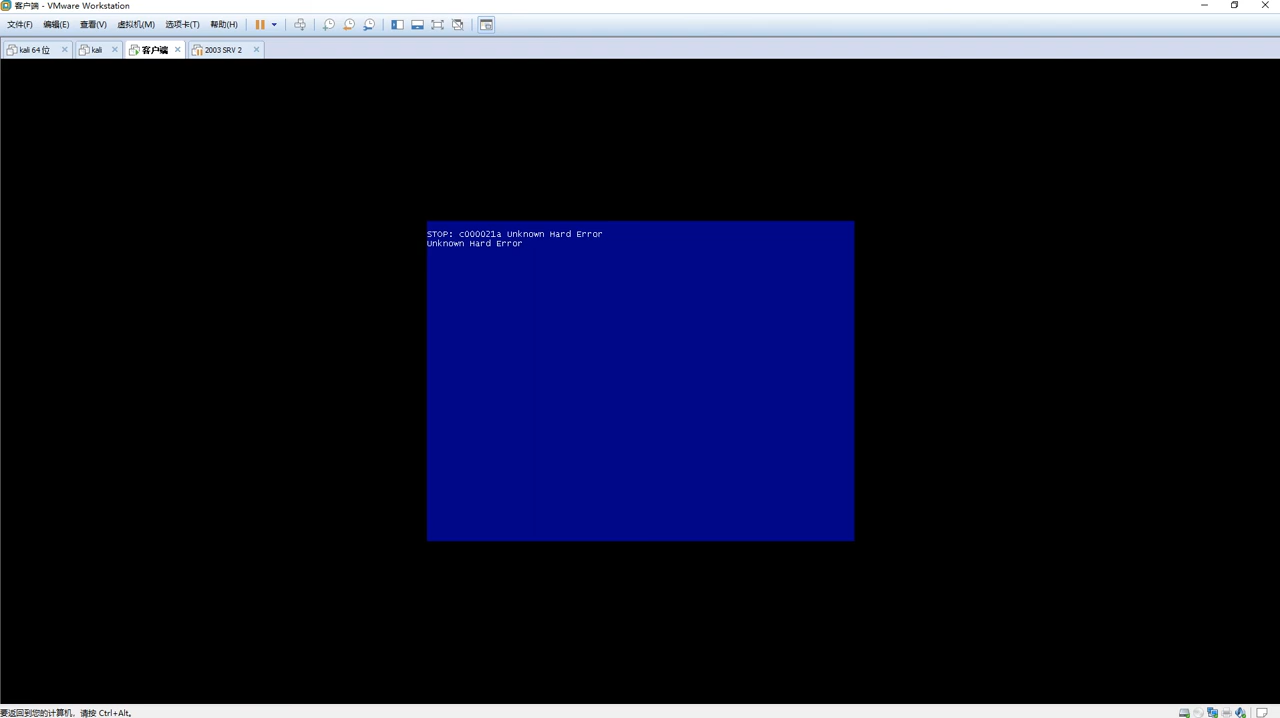 客户端 - VMware Workstation
文件(F) 编辑(E) 查看(V) 虚拟机(M) 选项卡(T) 帮助(H)
kali 64 位 kali 客户端 2003 SRV 2
STOP: c000021a Unknown Hard Error
Unknown Hard Error
要返回到您的计算机，请按 Ctrl+Alt。